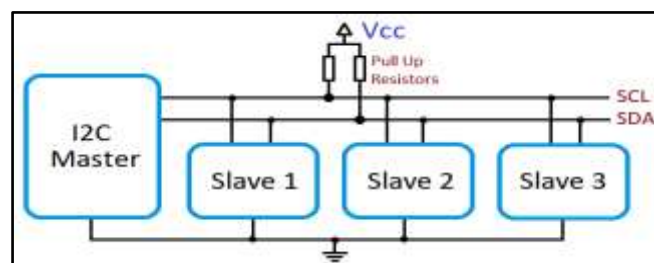 Vcc
Pull Up
Resistors
SCL
SDA
I2C
Master
Slave 1
Slave 2
Slave 3